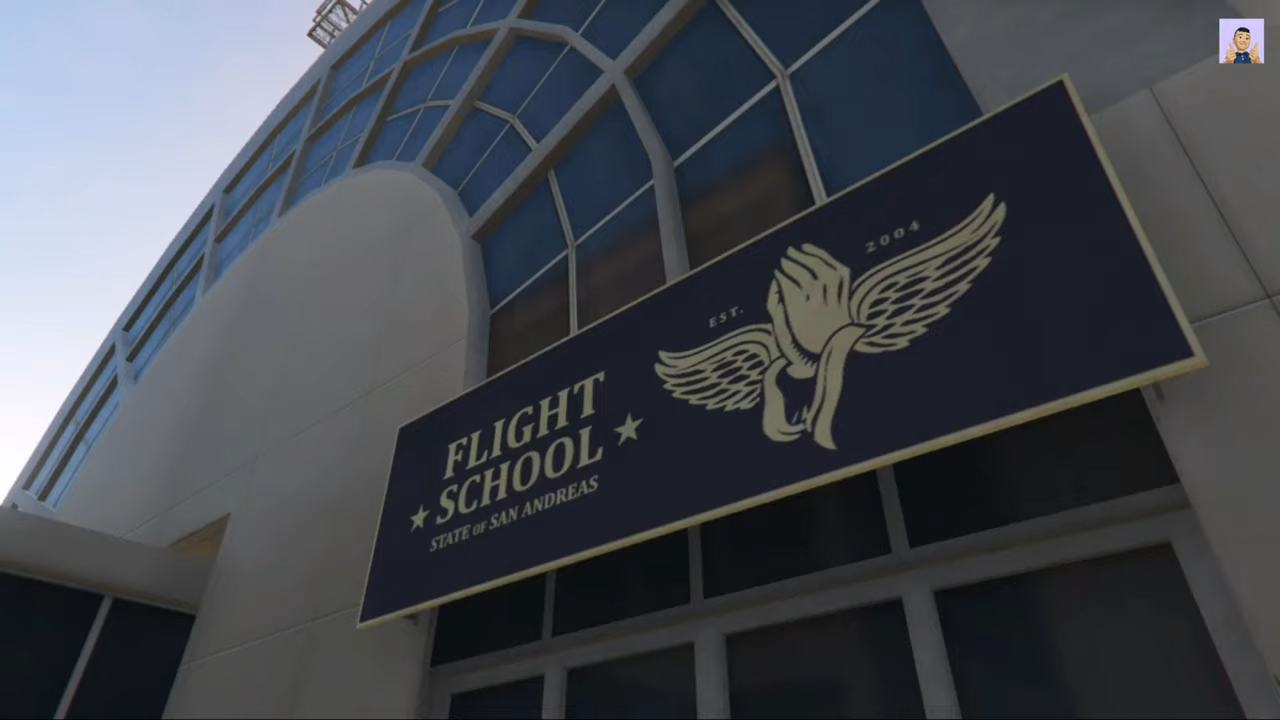 FLIGHT
SCHOOL
STATE OF SAN ANDREAS
EST.
2004